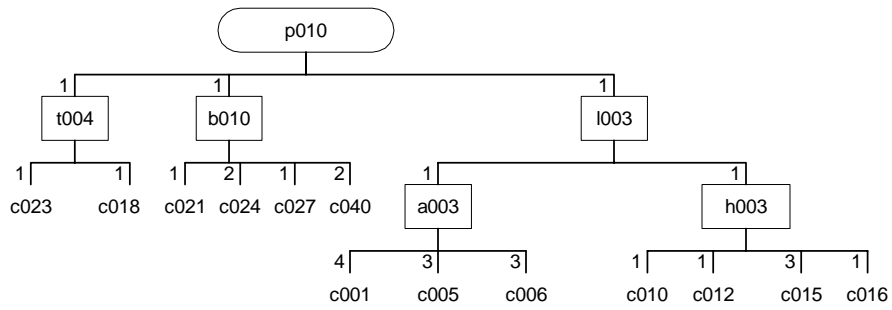 p010
1 1 1
t004 b010 l003
1 1 1 2 1 2 1 1
c023 c018 c021 c024 c027 c040 a003 h003
4 3 3 1 1 3 1
c001 c005 c006 c010 c012 c015 c016